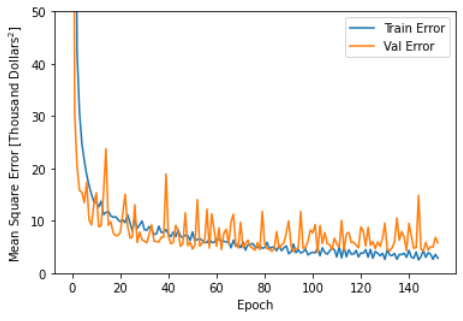 Mean Square Error [Thousand Dollars²]
50
40
30
20
10
0
Train Error
Val Error
0 20 40 60 80 100 120 140
Epoch